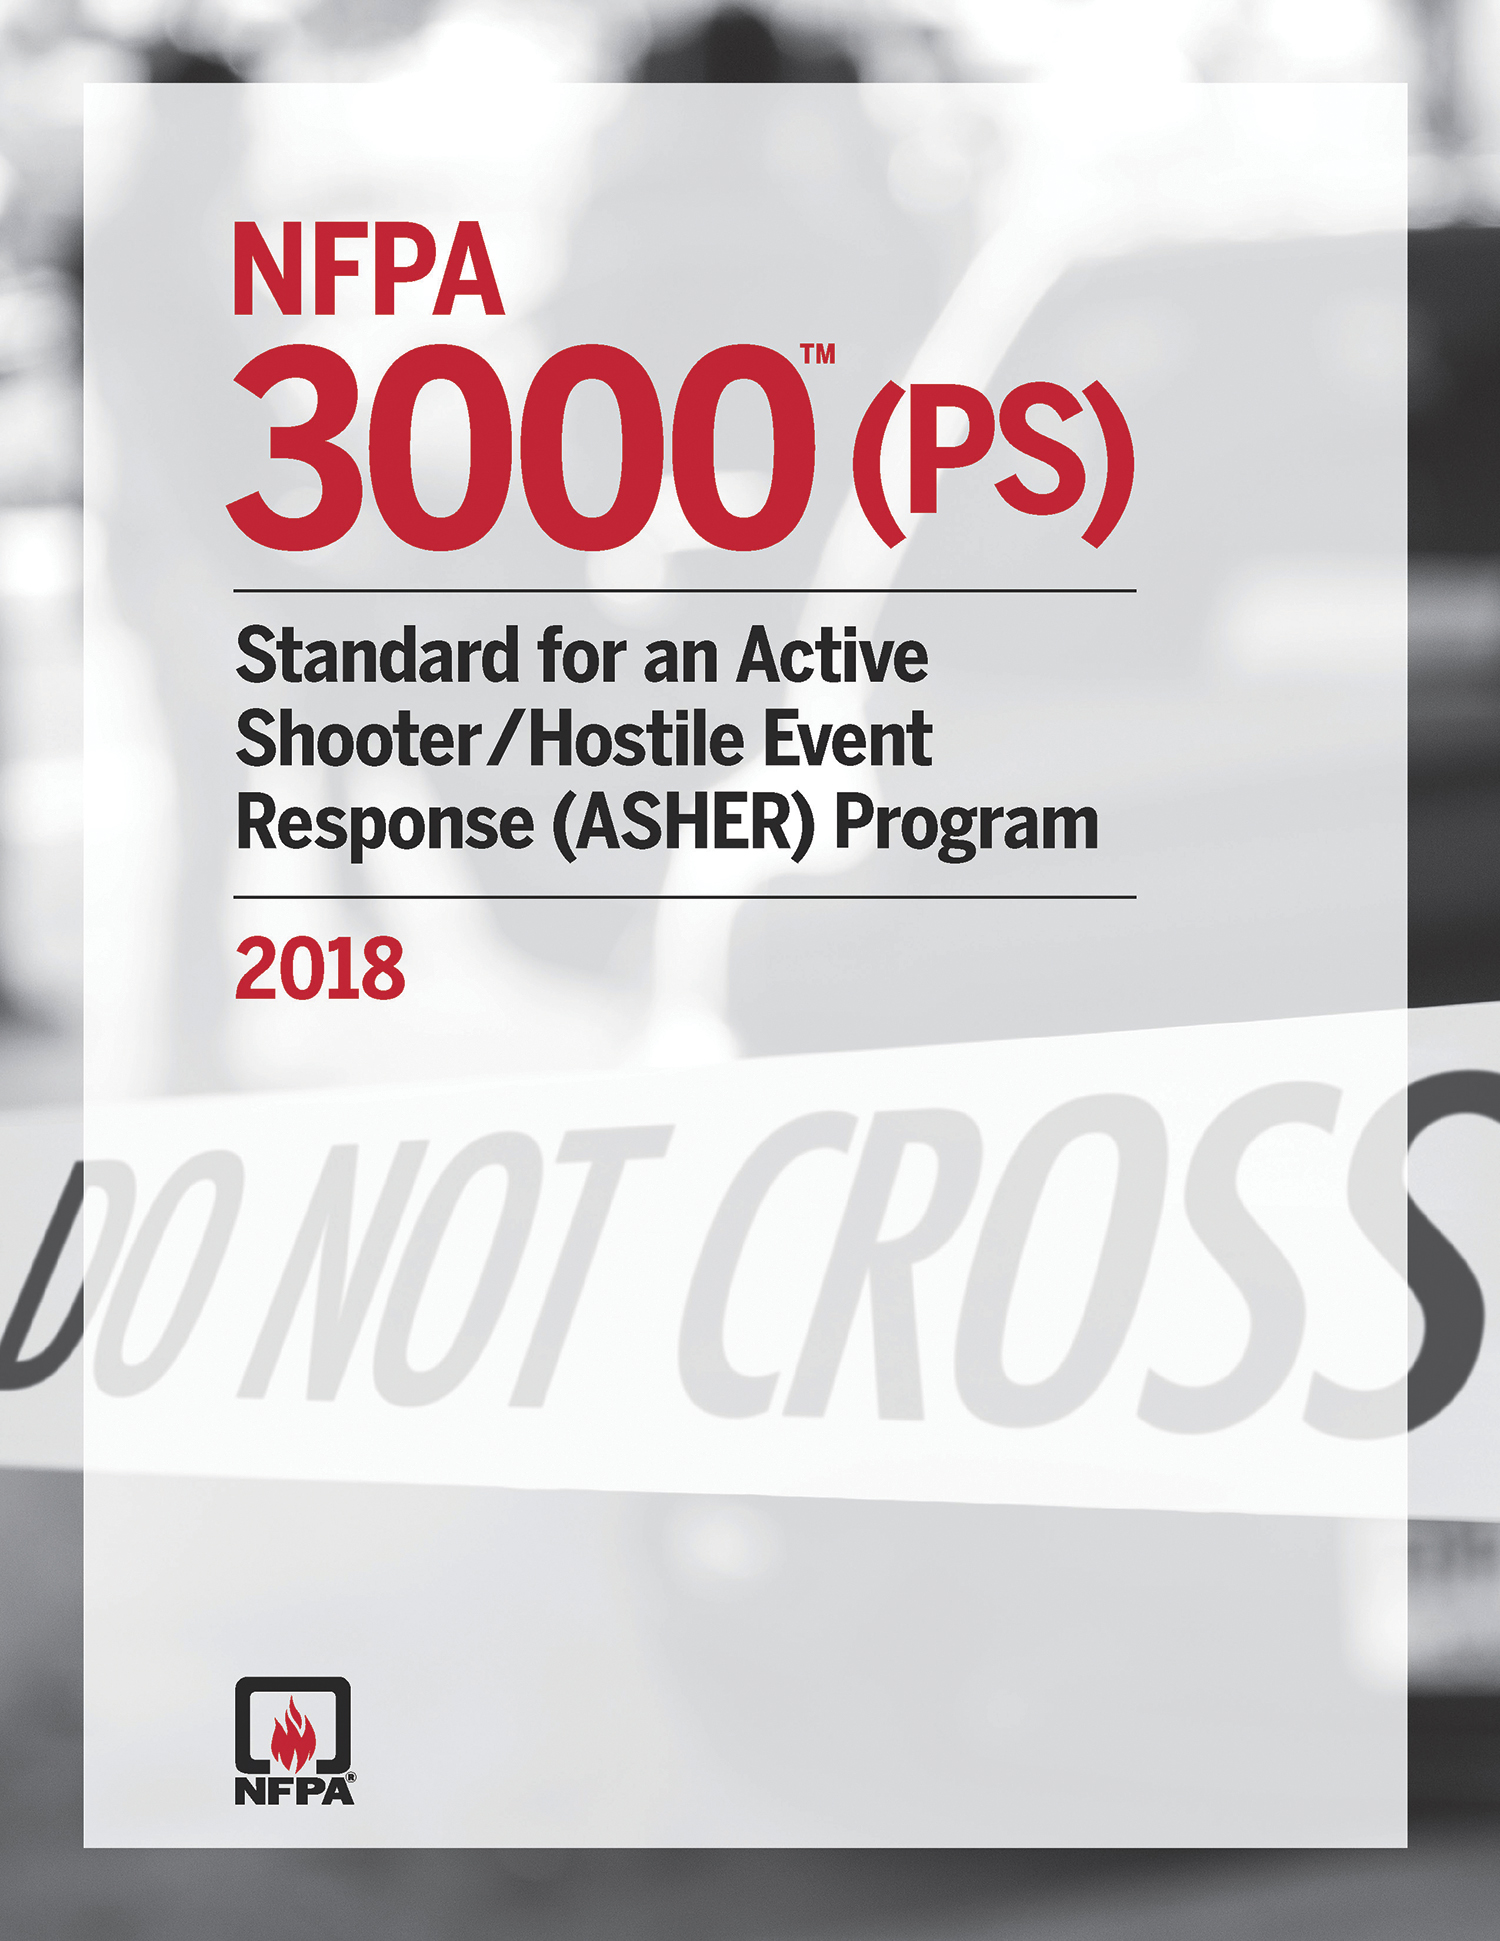 NFPA
3000™ (PS)
Standard for an Active
Shooter/Hostile Event
Response (ASHER) Program
2018
DO NOT CROSS
NFPA®